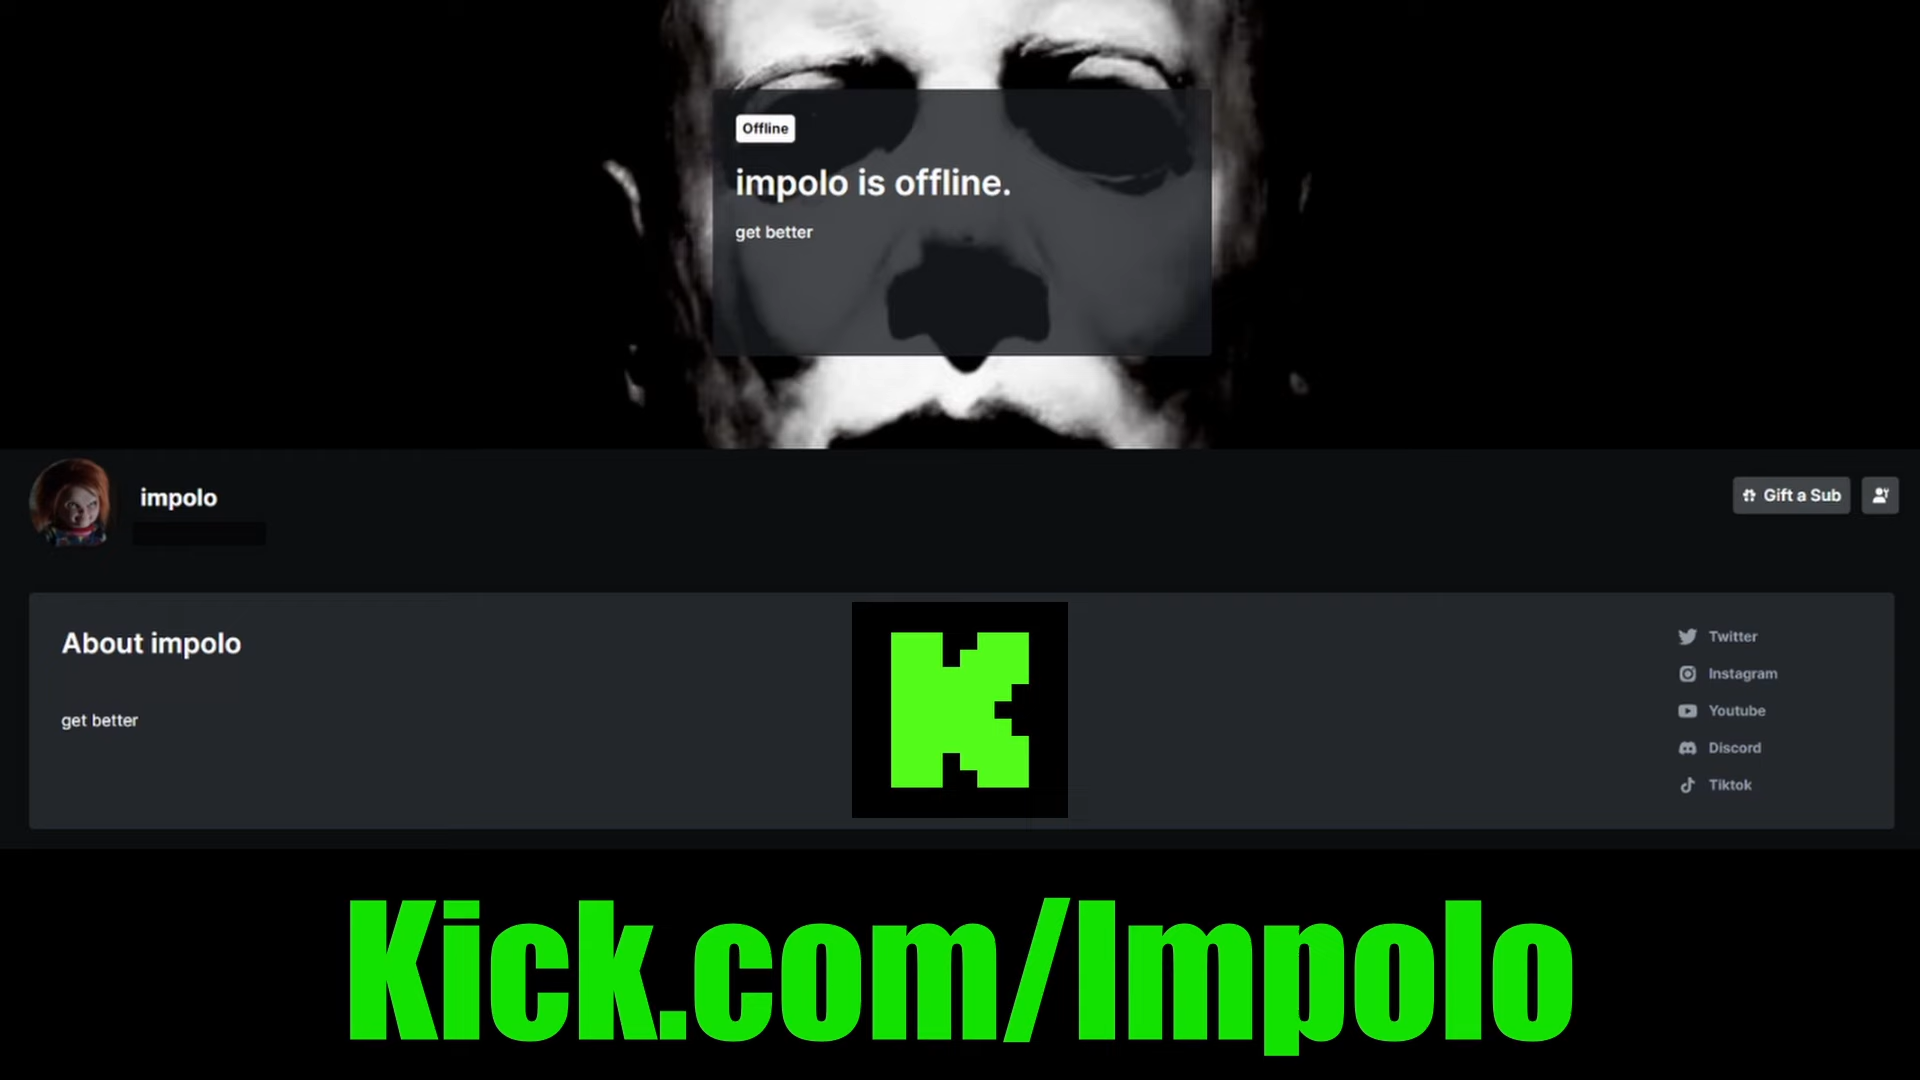 Offline
impolo is offline.
get better
impolo
Gift a Sub
About impolo
get better
Twitter
Instagram
Youtube
Discord
Tiktok
K
Kick.com/Impolo